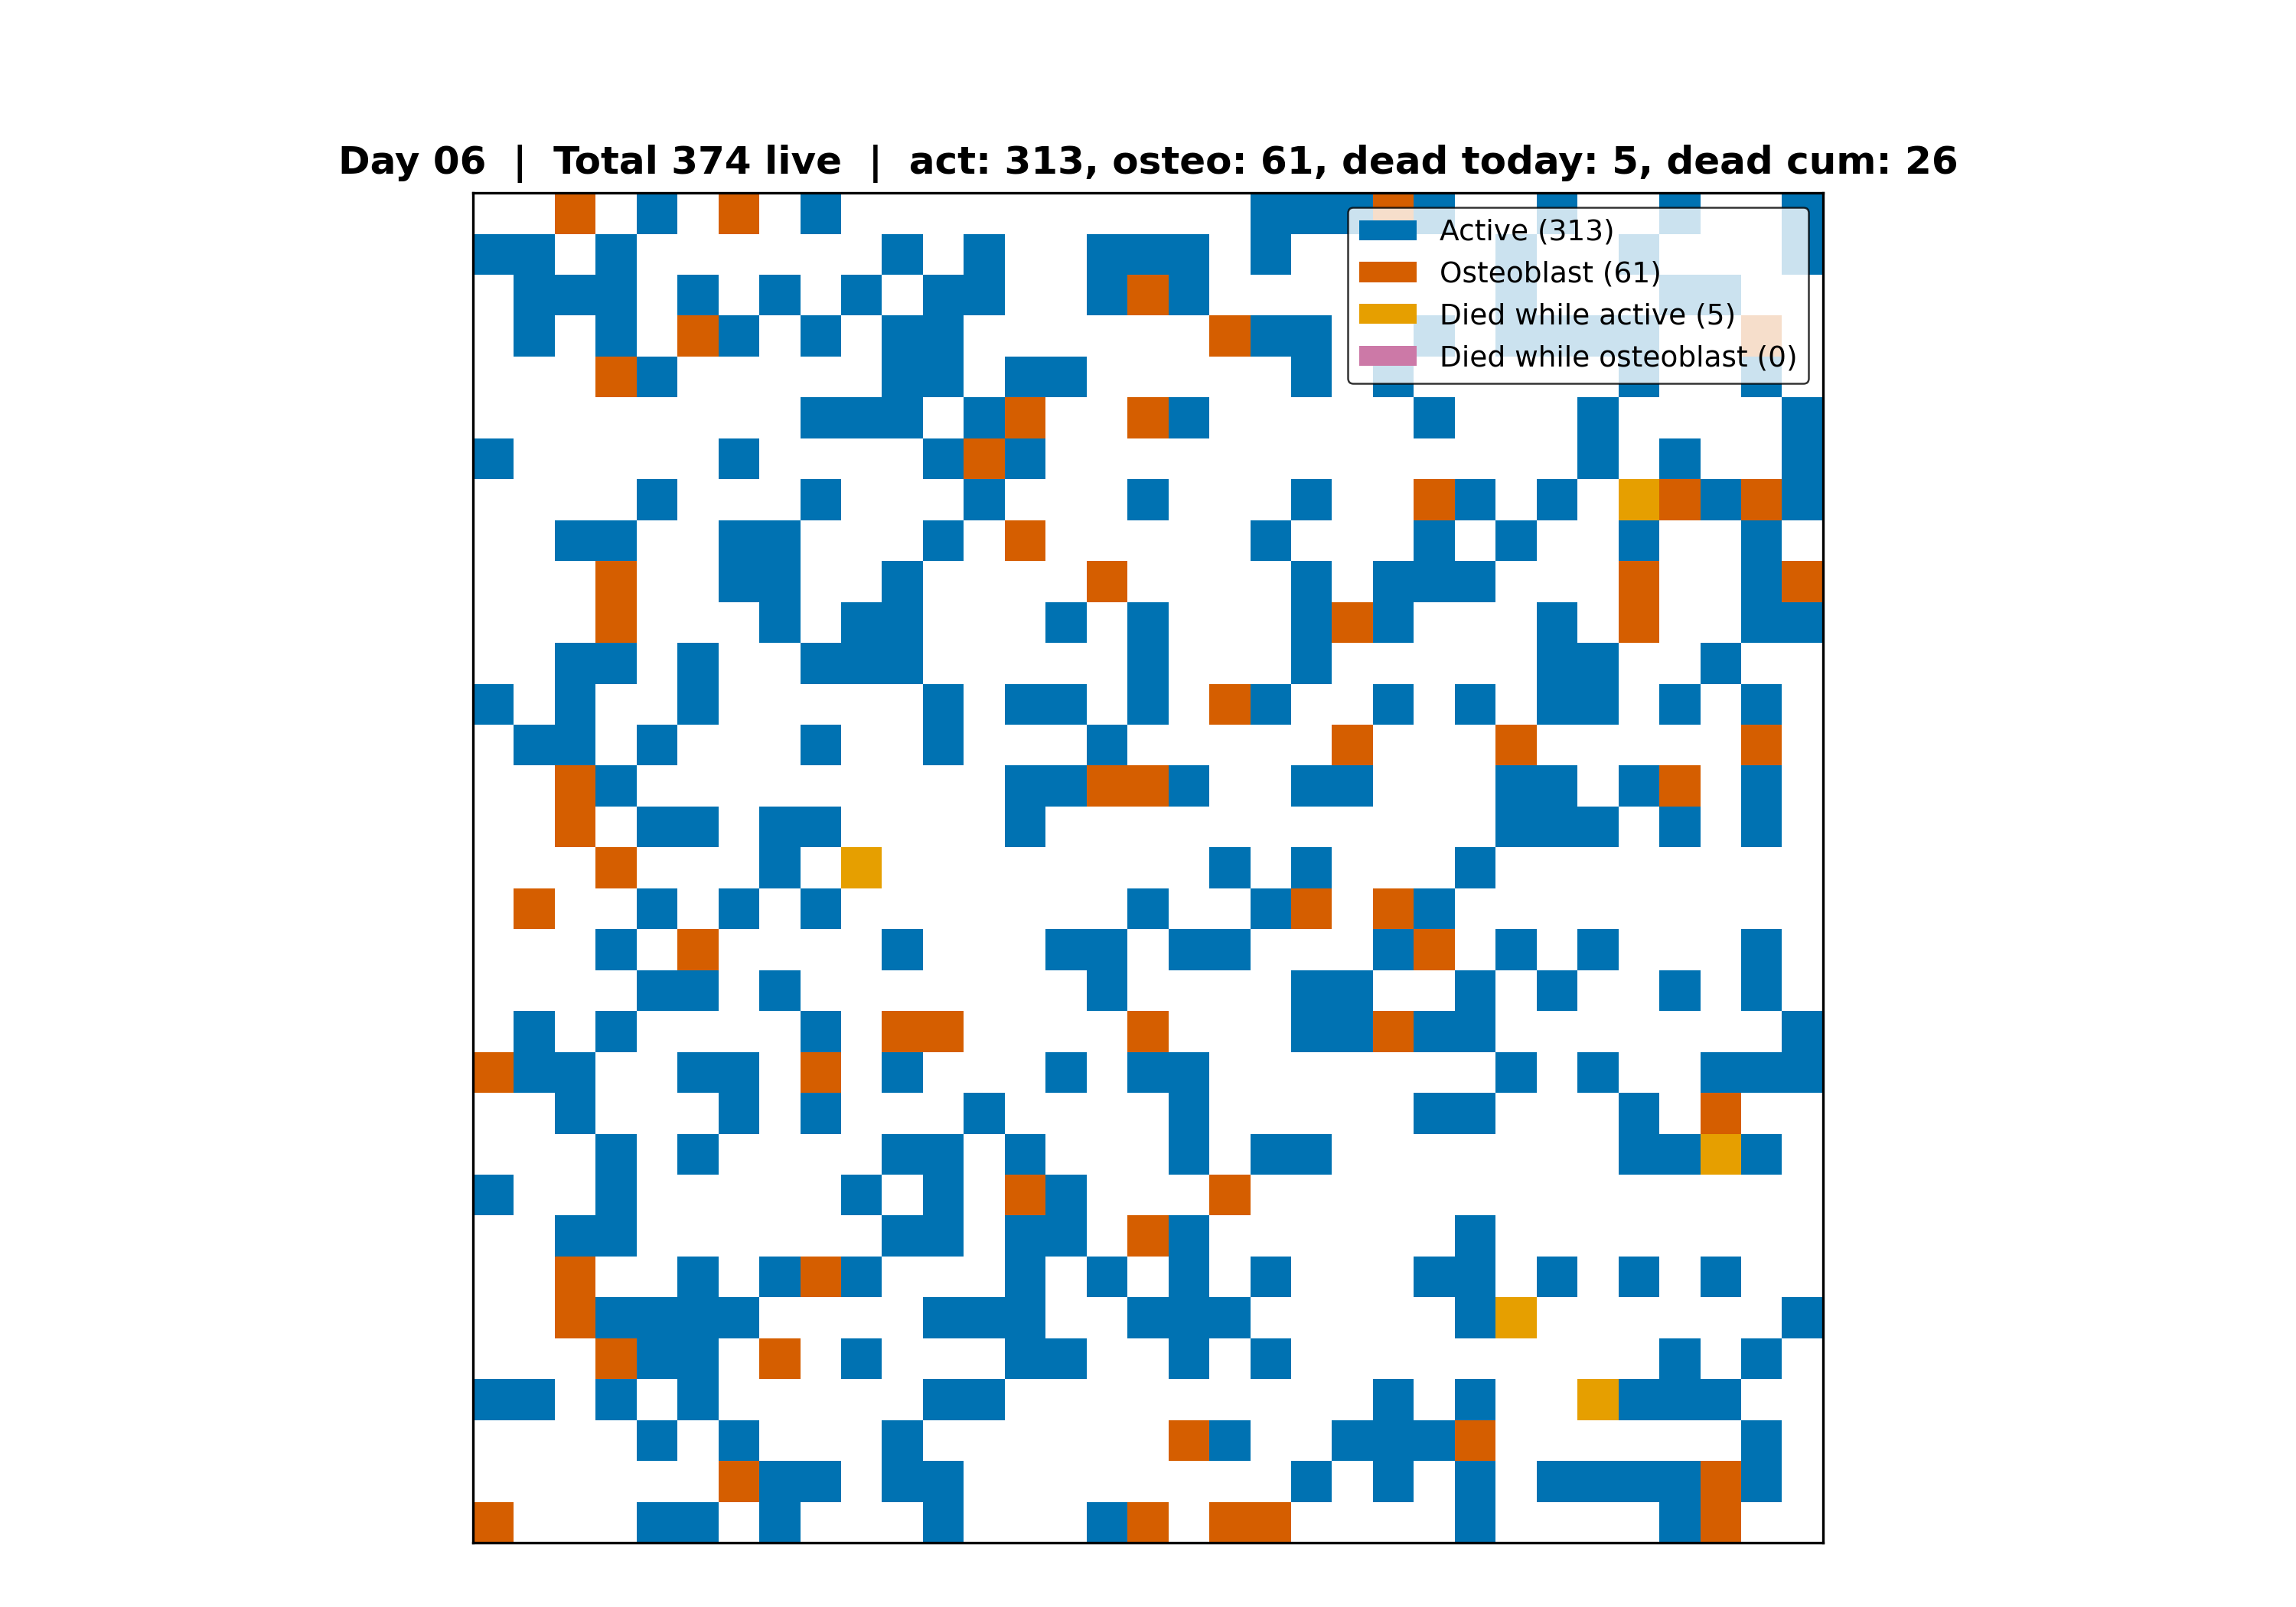 Day 06 | Total 374 live | act: 313, osteo: 61, dead today: 5, dead cum: 26
Active (313)
Osteoblast (61)
Died while active (5)
Died while osteoblast (0)